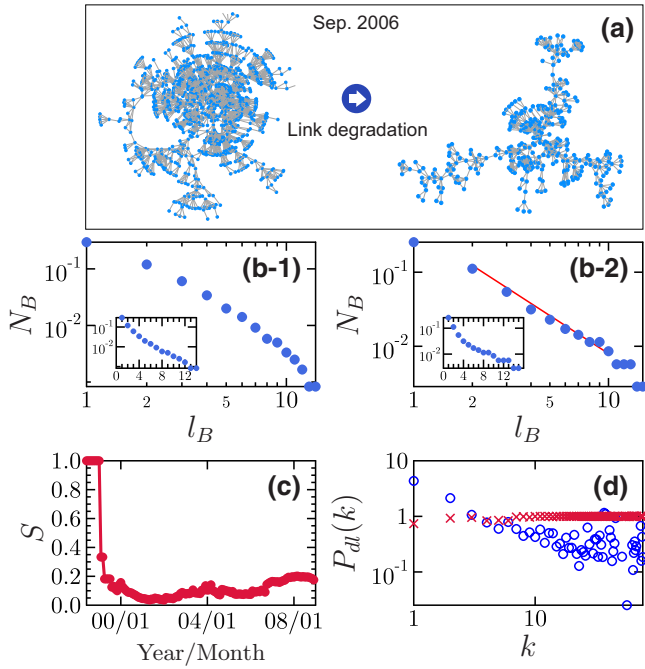 Sep. 2006
(a)
Link degradation
(b-1)
N_B
10^{-1}
10^{-2}
10^{-1}
10^{-2}
0 4 8 12
1 2 5 10
l_B
(b-2)
N_B
10^{-1}
10^{-2}
10^{-1}
10^{-2}
0 4 8 12
1 2 5 10
l_B
(c)
S
1.0
0.8
0.6
0.4
0.2
0.0
00/01 04/01 08/01
Year/Month
(d)
P_{dl}(k)
10
1
10^{-1}
1 10
k